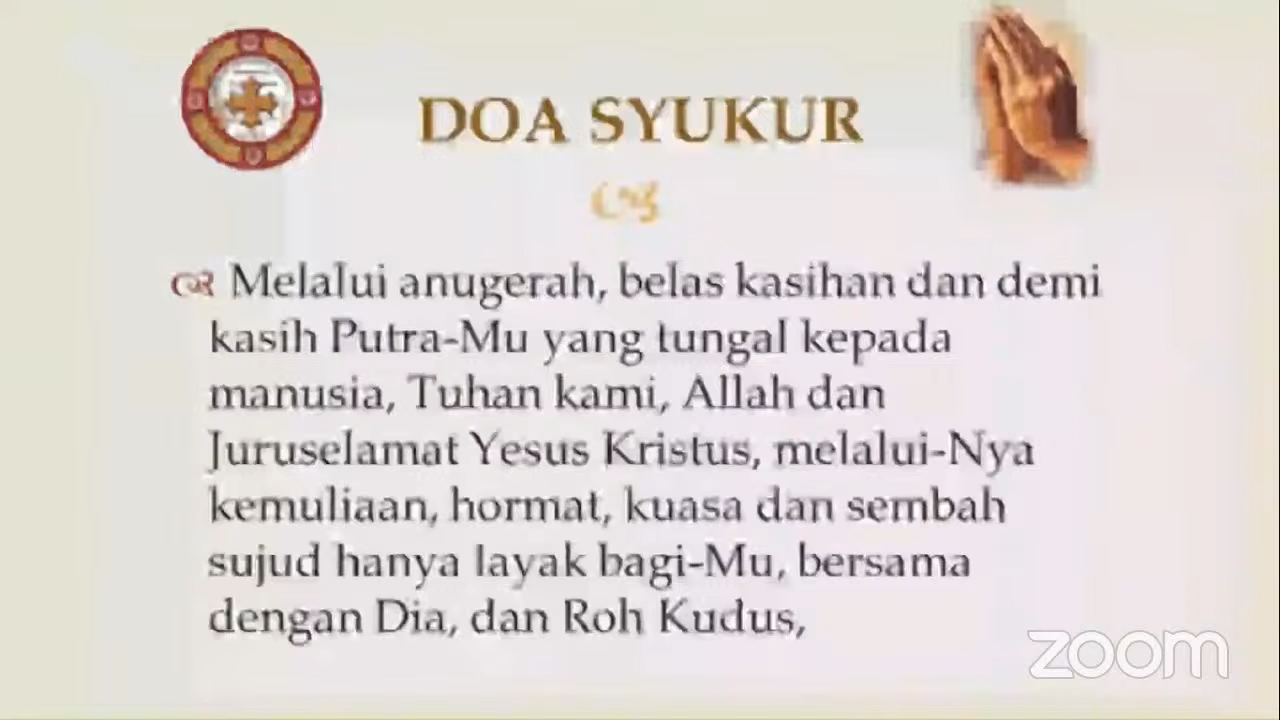 DOA SYUKUR
Melalui anugerah, belas kasihan dan demi
kasih Putra-Mu yang tungal kepada
manusia, Tuhan kami, Allah dan
Juruselamat Yesus Kristus, melalui-Nya
kemuliaan, hormat, kuasa dan sembah
sujud hanya layak bagi-Mu, bersama
dengan Dia, dan Roh Kudus,
zoom